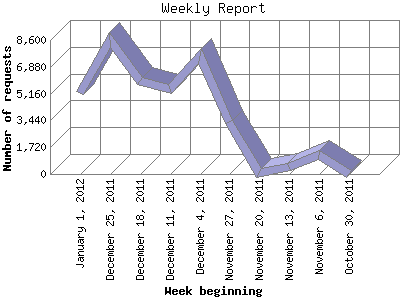 Weekly Report
Number of requests
8,600
6,880
5,160
3,440
1,720
0
January 1, 2012
December 25, 2011
December 18, 2011
December 11, 2011
December 4, 2011
November 27, 2011
November 20, 2011
November 13, 2011
November 6, 2011
October 30, 2011
Week beginning